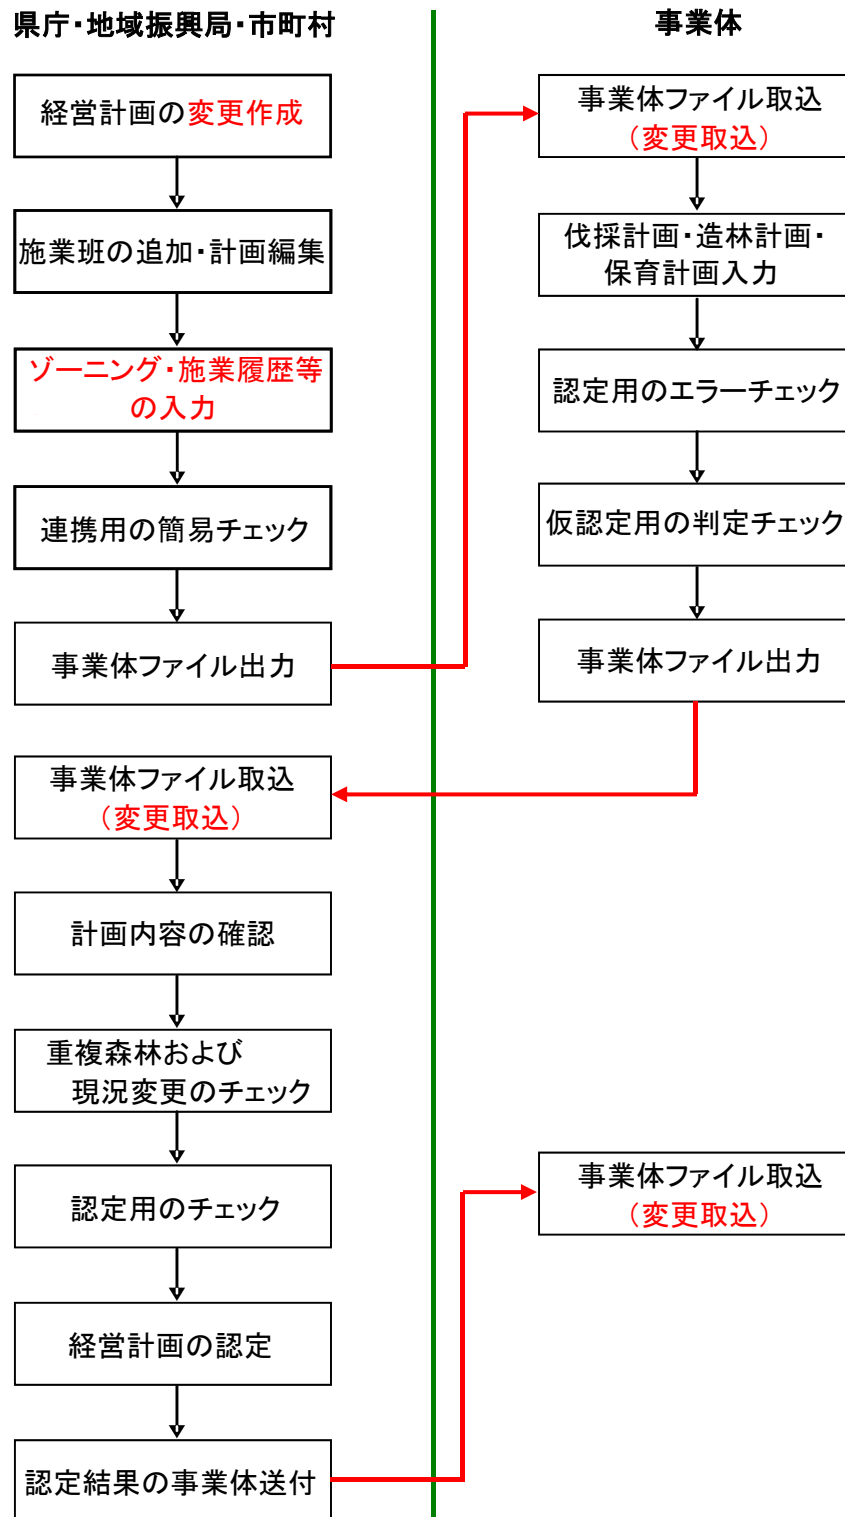 県庁・地域振興局・市町村
経営計画の変更作成
施業班の追加・計画編集
ゾーニング・施業履歴等
の入力
連携用の簡易チェック
事業体ファイル出力
事業体ファイル取込
（変更取込）
計画内容の確認
重複森林および
現況変更のチェック
認定用のチェック
経営計画の認定
認定結果の事業体送付
事業体
事業体ファイル取込
（変更取込）
伐採計画・造林計画・
保育計画入力
認定用のエラーチェック
仮認定用の判定チェック
事業体ファイル出力
事業体ファイル取込
（変更取込）